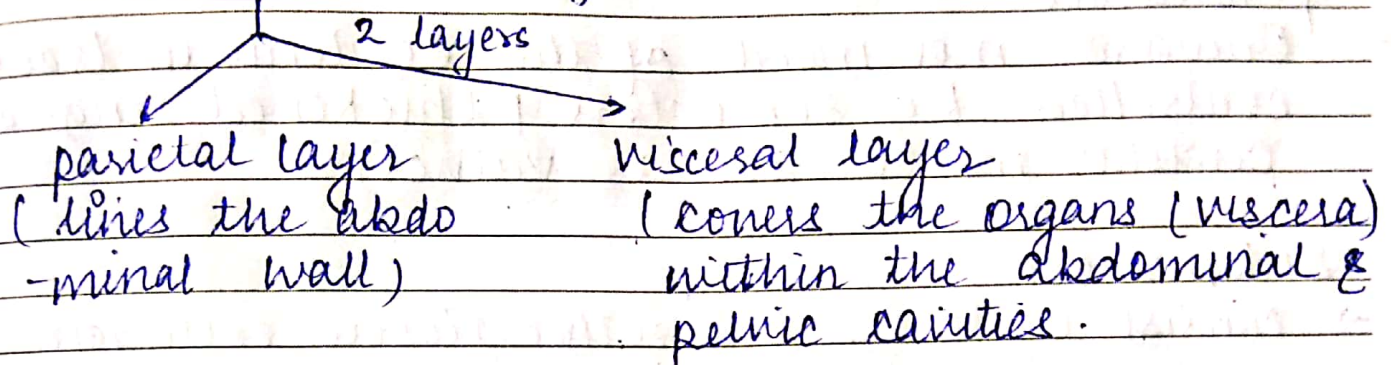 2 layers
parietal layer visceral layer
( lines the abdo ( covers the organs (viscera)
-minal wall ) within the abdominal &
pelvic cavities .